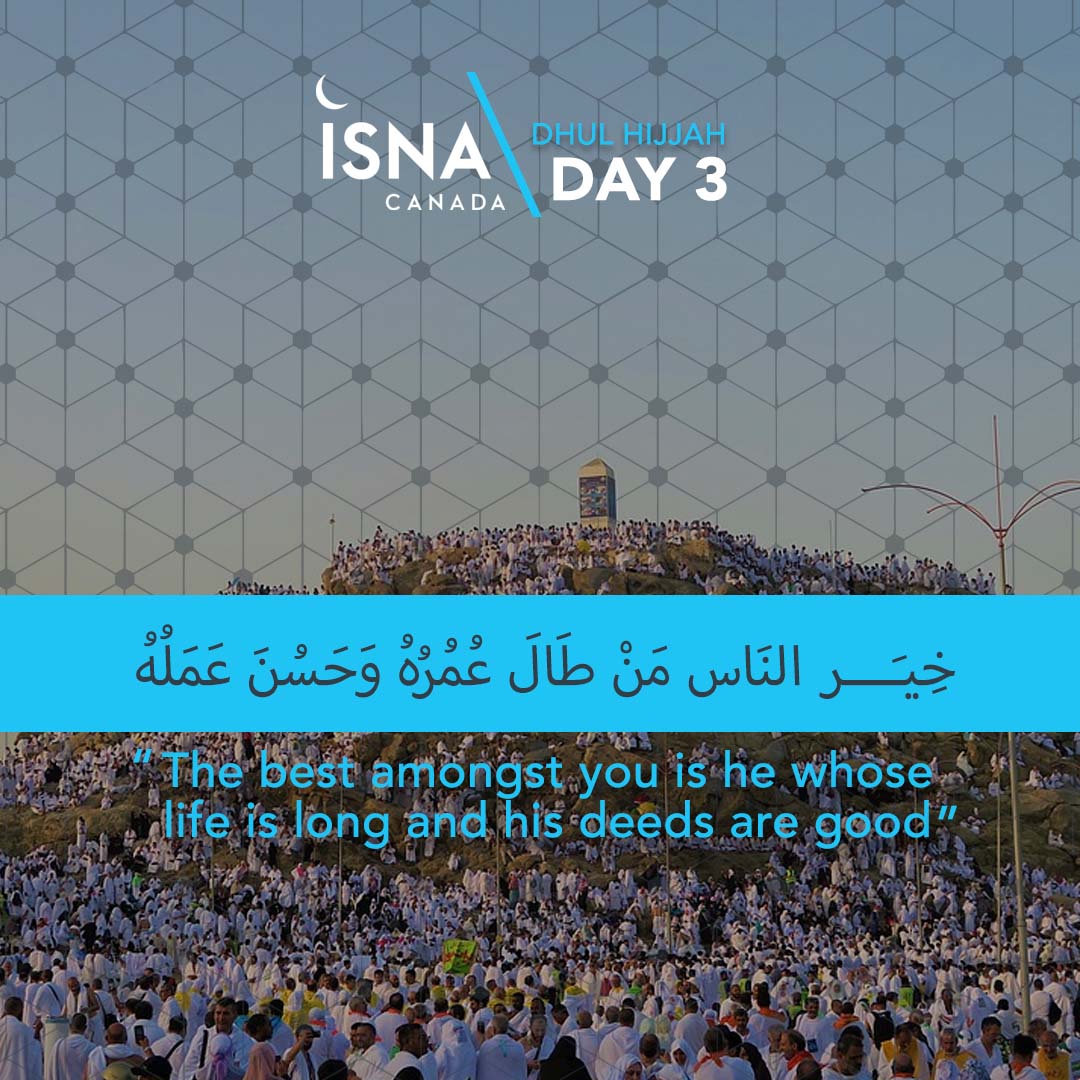 ISNA
CANADA
DHUL HIJJAH
DAY 3
خِيَـــر النَاس مَنْ طَالَ عُمُرُهُ وَحَسُنَ عَمَلُهُ
"The best amongst you is he whose
life is long and his deeds are good"